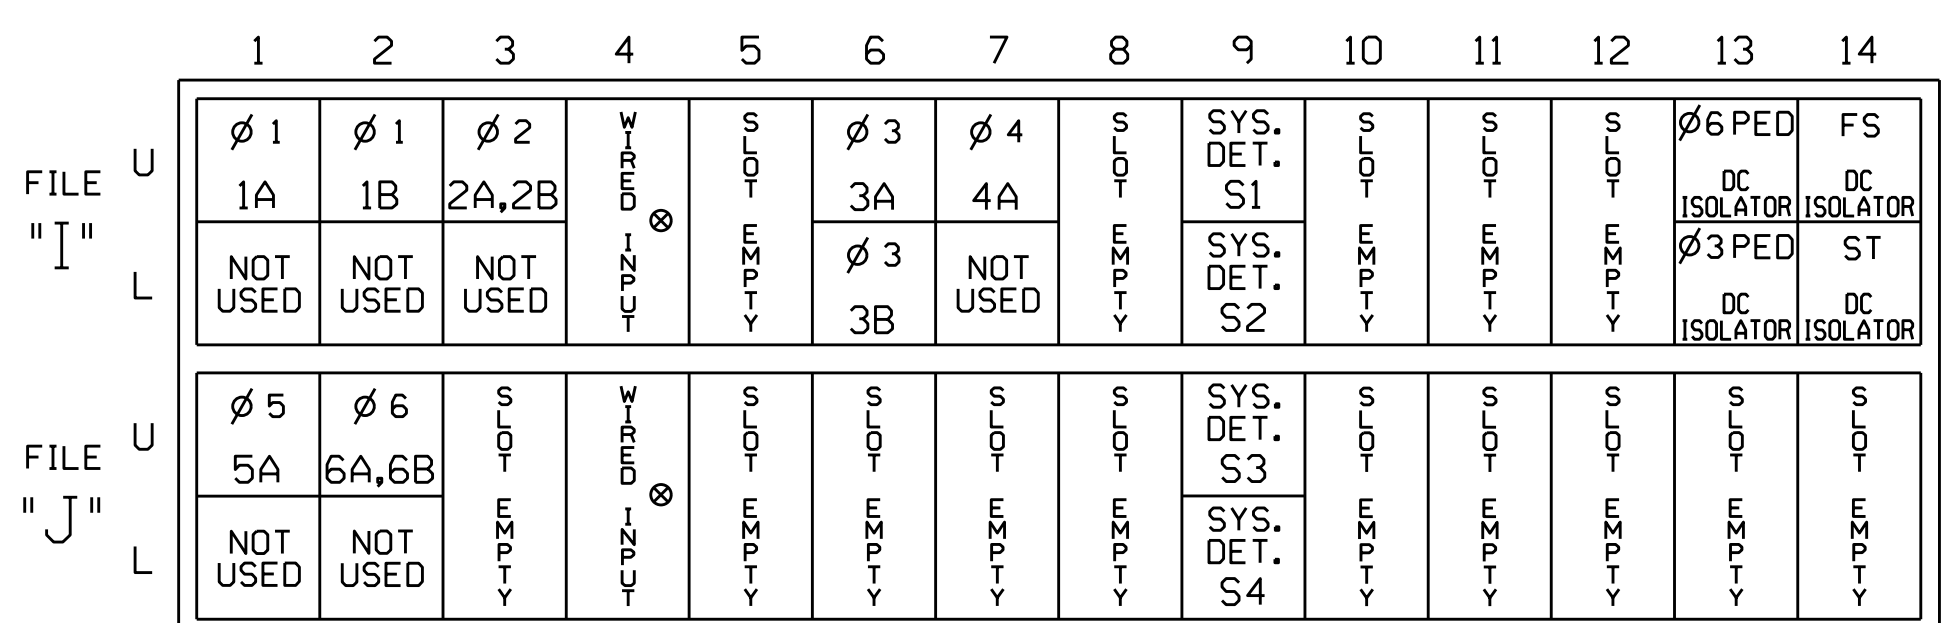 1 2 3 4 5 6 7 8 9 10 11 12 13 14
FILE
"I"
U
L
Ø 1
1A
NOT
USED
Ø 1
1B
NOT
USED
Ø 2
2A,2B
NOT
USED
WIRED INPUT
⊗
SLOT EMPTY
Ø 3
3A
Ø 3
3B
Ø 4
4A
NOT
USED
SLOT EMPTY
SYS.
DET.
S1
SYS.
DET.
S2
SLOT EMPTY
SLOT EMPTY
SLOT EMPTY
Ø6 PED
DC
ISOLATOR
Ø3 PED
DC
ISOLATOR
FS
DC
ISOLATOR
ST
DC
ISOLATOR
FILE
"J"
U
L
Ø 5
5A
NOT
USED
Ø 6
6A,6B
NOT
USED
SLOT EMPTY
WIRED INPUT
⊗
SLOT EMPTY
SLOT EMPTY
SLOT EMPTY
SLOT EMPTY
SYS.
DET.
S3
SYS.
DET.
S4
SLOT EMPTY
SLOT EMPTY
SLOT EMPTY
SLOT EMPTY
SLOT EMPTY